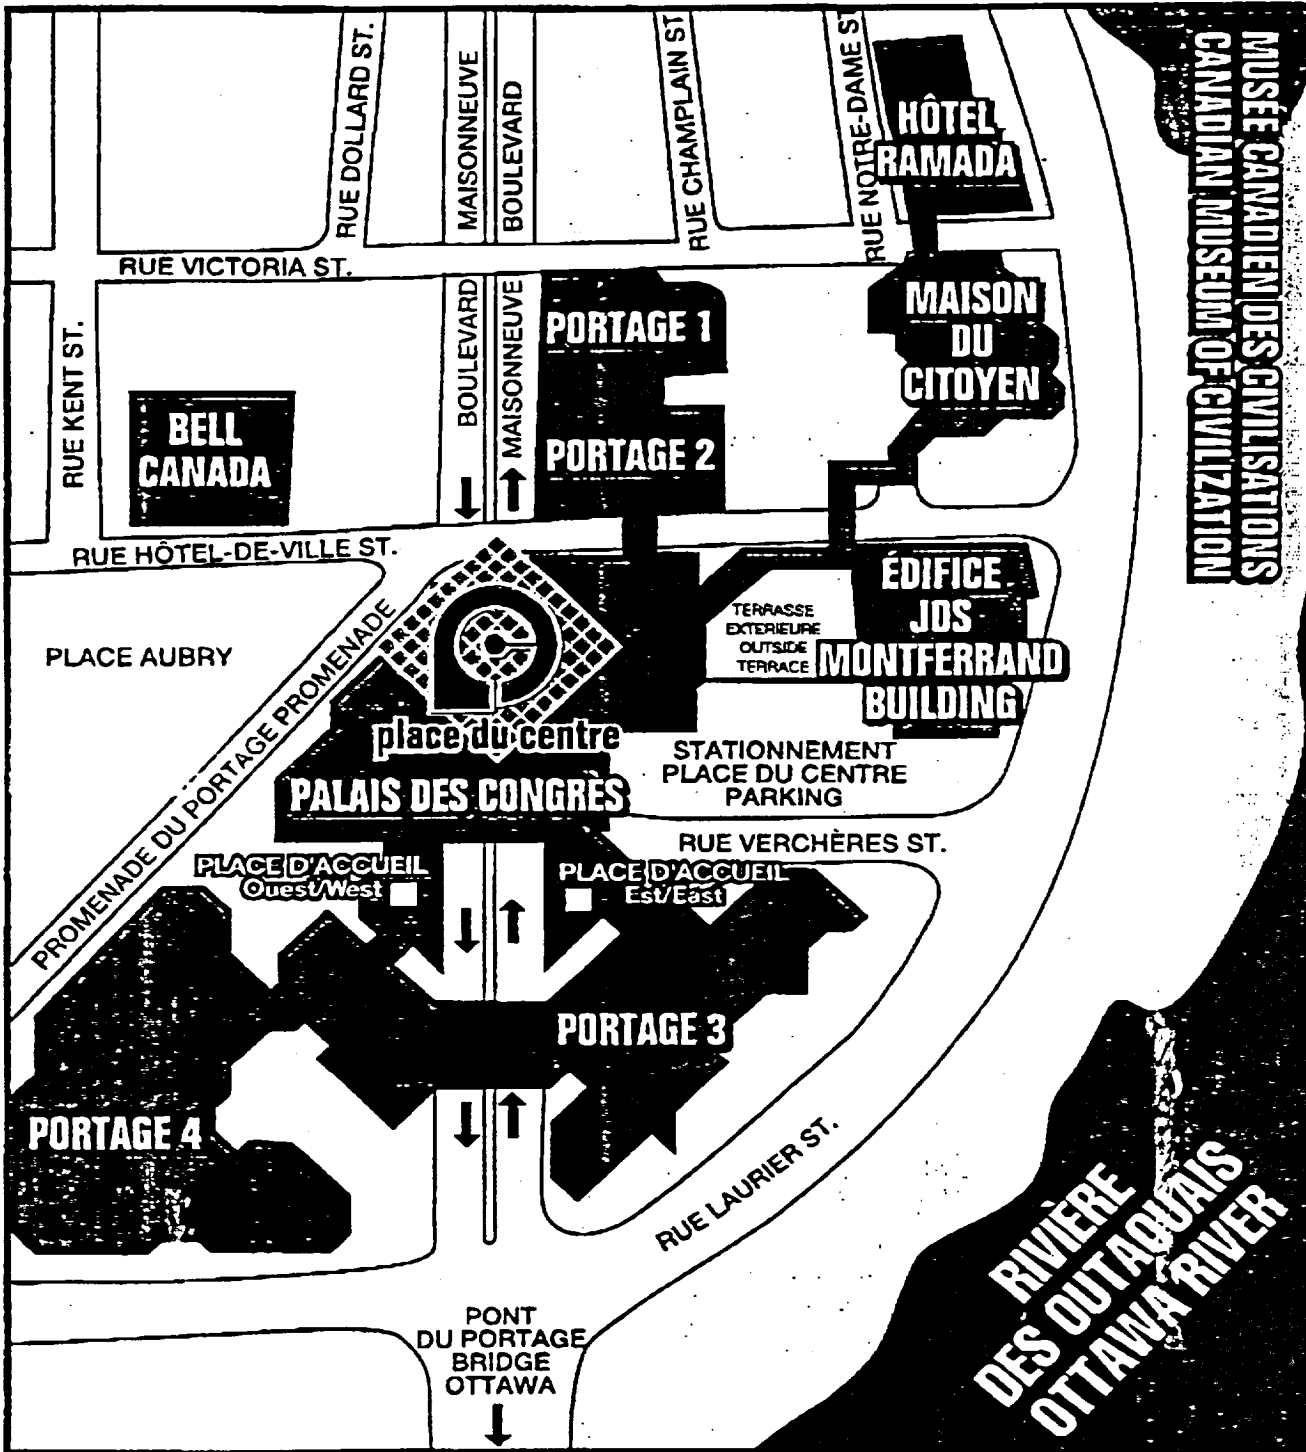 RUE DOLLARD ST.
MAISONNEUVE
BOULEVARD
RUE CHAMPLAIN ST
RUE NOTRE-DAME ST
HÔTEL
RAMADA
MUSÉE CANADIEN DES CIVILISATIONS
CANADIAN MUSEUM OF CIVILIZATION
RUE VICTORIA ST.
RUE KENT ST.
BOULEVARD
MAISONNEUVE
PORTAGE 1
MAISON
DU
CITOYEN
BELL
CANADA
PORTAGE 2
RUE HÔTEL-DE-VILLE ST.
PLACE AUBRY
PROMENADE DU PORTAGE PROMENADE
TERRASSE
EXTERIEURE
OUTSIDE
TERRACE
ÉDIFICE
JOS
MONTFERRAND
BUILDING
place du centre
PALAIS DES CONGRÈS
STATIONNEMENT
PLACE DU CENTRE
PARKING
RUE VERCHÈRES ST.
PLACE D'ACCUEIL
Ouest/West
PLACE D'ACCUEIL
Est/East
PORTAGE 3
PORTAGE 4
RUE LAURIER ST.
RIVIÈRE
DES OUTAOUAIS
OTTAWA RIVER
PONT
DU PORTAGE
BRIDGE
OTTAWA